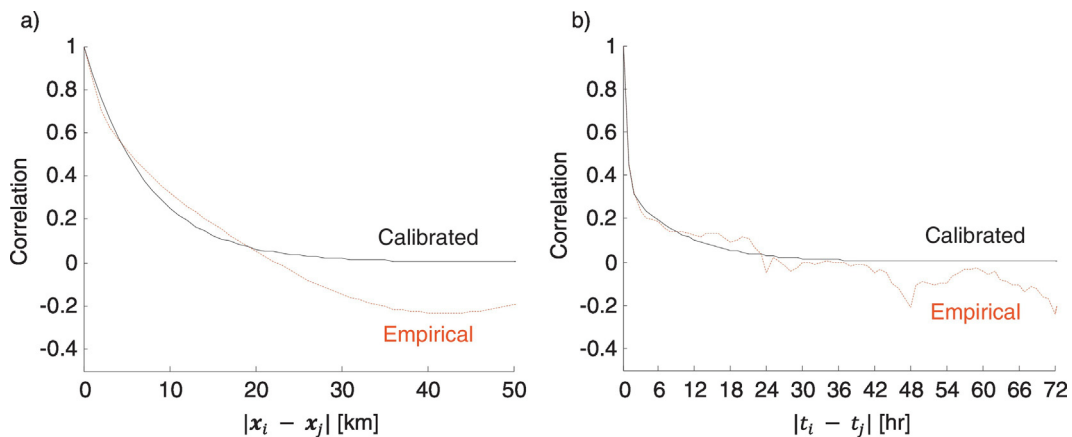 a)
1
0.8
0.6
0.4
0.2
0
-0.2
-0.4
Correlation
Calibrated
Empirical
0 10 20 30 40 50
|𝒙ᵢ − 𝒙ⱼ| [km]
b)
1
0.8
0.6
0.4
0.2
0
-0.2
-0.4
Correlation
Calibrated
Empirical
0 6 12 18 24 30 36 42 48 54 60 66 72
|tᵢ − tⱼ| [hr]